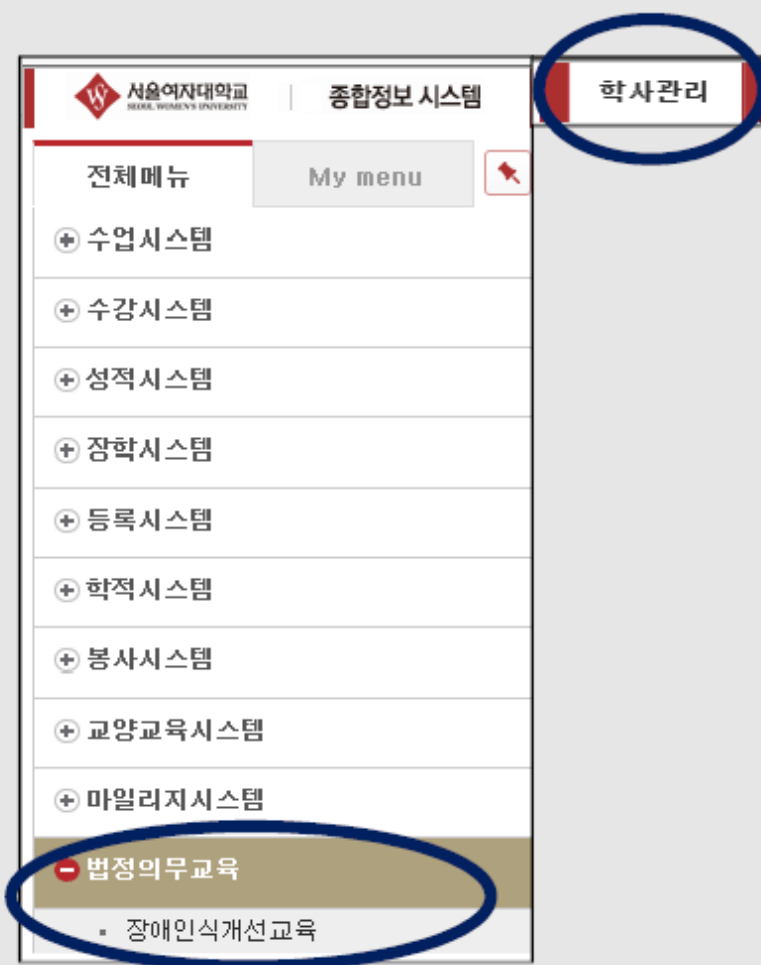 서울여자대학교 종합정보 시스템 학사관리
SEOUL WOMEN'S UNIVERSITY
전체메뉴 My menu
수업시스템
수강시스템
성적시스템
장학시스템
등록시스템
학적시스템
봉사시스템
교양교육시스템
마일리지시스템
법정의무교육
장애인식개선교육